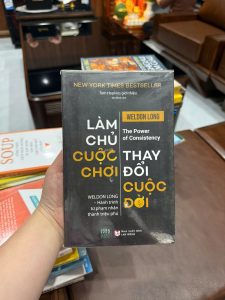 NEW YORK TIMES BESTSELLER
WELDON LONG
The Power of Consistency
LÀM
CHỦ
CUỘC
CHƠI
THAY
ĐỔI
CUỘC
ĐỜI
WELDON LONG
- Hành trình
từ phạm nhân
thành triệu phú
SOUP